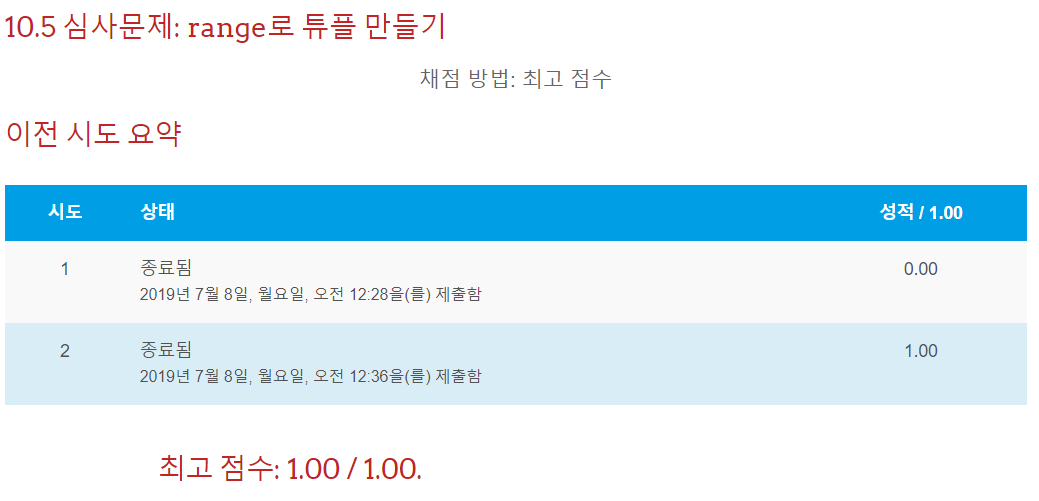 10.5 심사문제: range로 튜플 만들기
채점 방법: 최고 점수
이전 시도 요약
시도 상태 성적 / 1.00
1 종료됨 0.00
2019년 7월 8일, 월요일, 오전 12:28을(를) 제출함
2 종료됨 1.00
2019년 7월 8일, 월요일, 오전 12:36을(를) 제출함
최고 점수: 1.00 / 1.00.